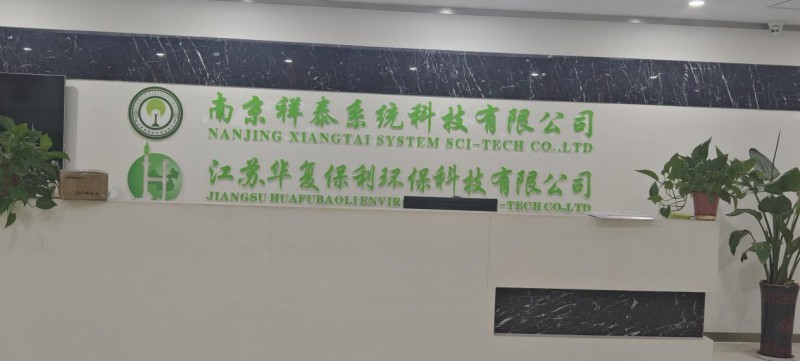 南京祥泰系统科技有限公司
NANJING XIANGTAI SYSTEM SCI-TECH CO.,LTD
江苏华复保利环保科技有限公司
JIANGSU HUAFUBAOLI ENVIR -TECH CO.,LTD